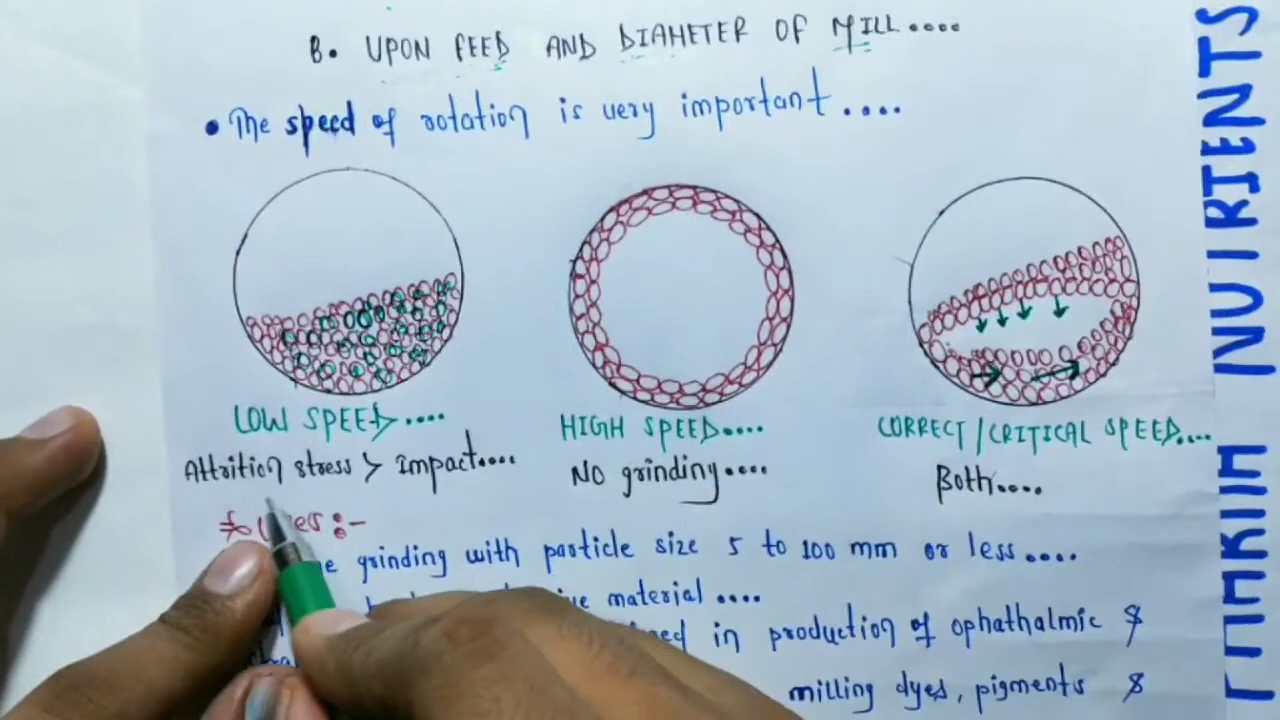 B. UPON FEED AND DIAMETER OF MILL....
• The speed of rotation is very important....
LOW SPEED....
Attrition stress > Impact....
HIGH SPEED....
No grinding....
CORRECT/CRITICAL SPEED....
Both....
grinding with particle size 5 to 100 mm or less....
material....
in production of ophathalmic &
milling dyes, pigments &
NUTRIENTS